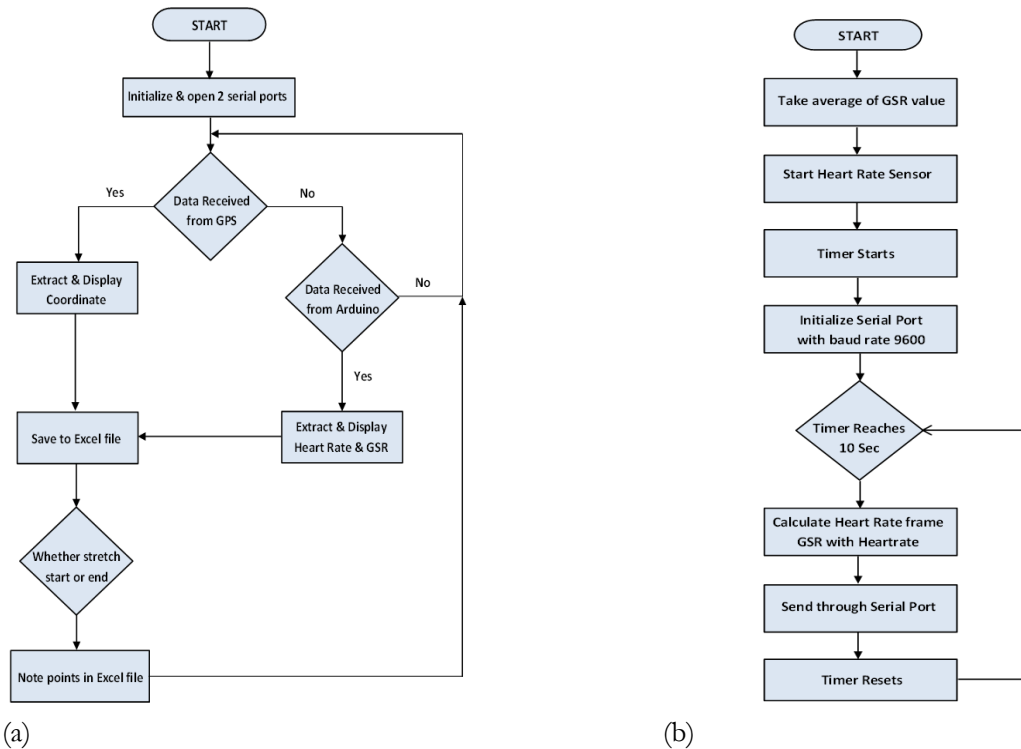 START
Initialize & open 2 serial ports
Yes
No
Data Received
from GPS
Extract & Display
Coordinate
Data Received
from Arduino
No
Yes
Save to Excel file
Extract & Display
Heart Rate & GSR
Whether stretch
start or end
Note points in Excel file
(a)
START
Take average of GSR value
Start Heart Rate Sensor
Timer Starts
Initialize Serial Port
with baud rate 9600
Timer Reaches
10 Sec
Calculate Heart Rate frame
GSR with Heartrate
Send through Serial Port
Timer Resets
(b)